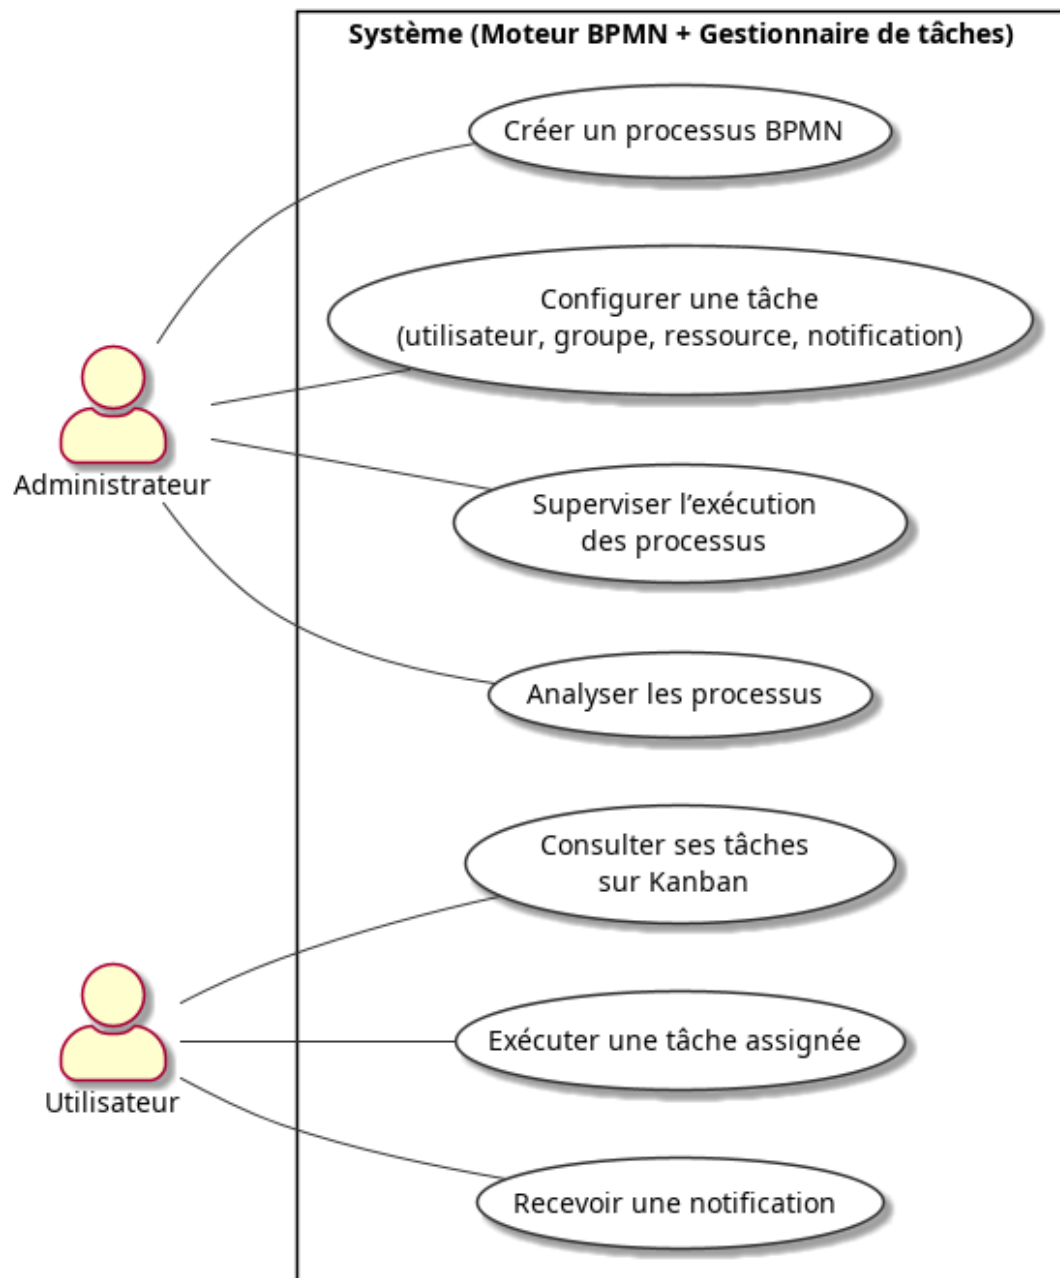 Système (Moteur BPMN + Gestionnaire de tâches)
Créer un processus BPMN
Configurer une tâche
(utilisateur, groupe, ressource, notification)
Administrateur
Superviser l’exécution
des processus
Analyser les processus
Consulter ses tâches
sur Kanban
Exécuter une tâche assignée
Utilisateur
Recevoir une notification